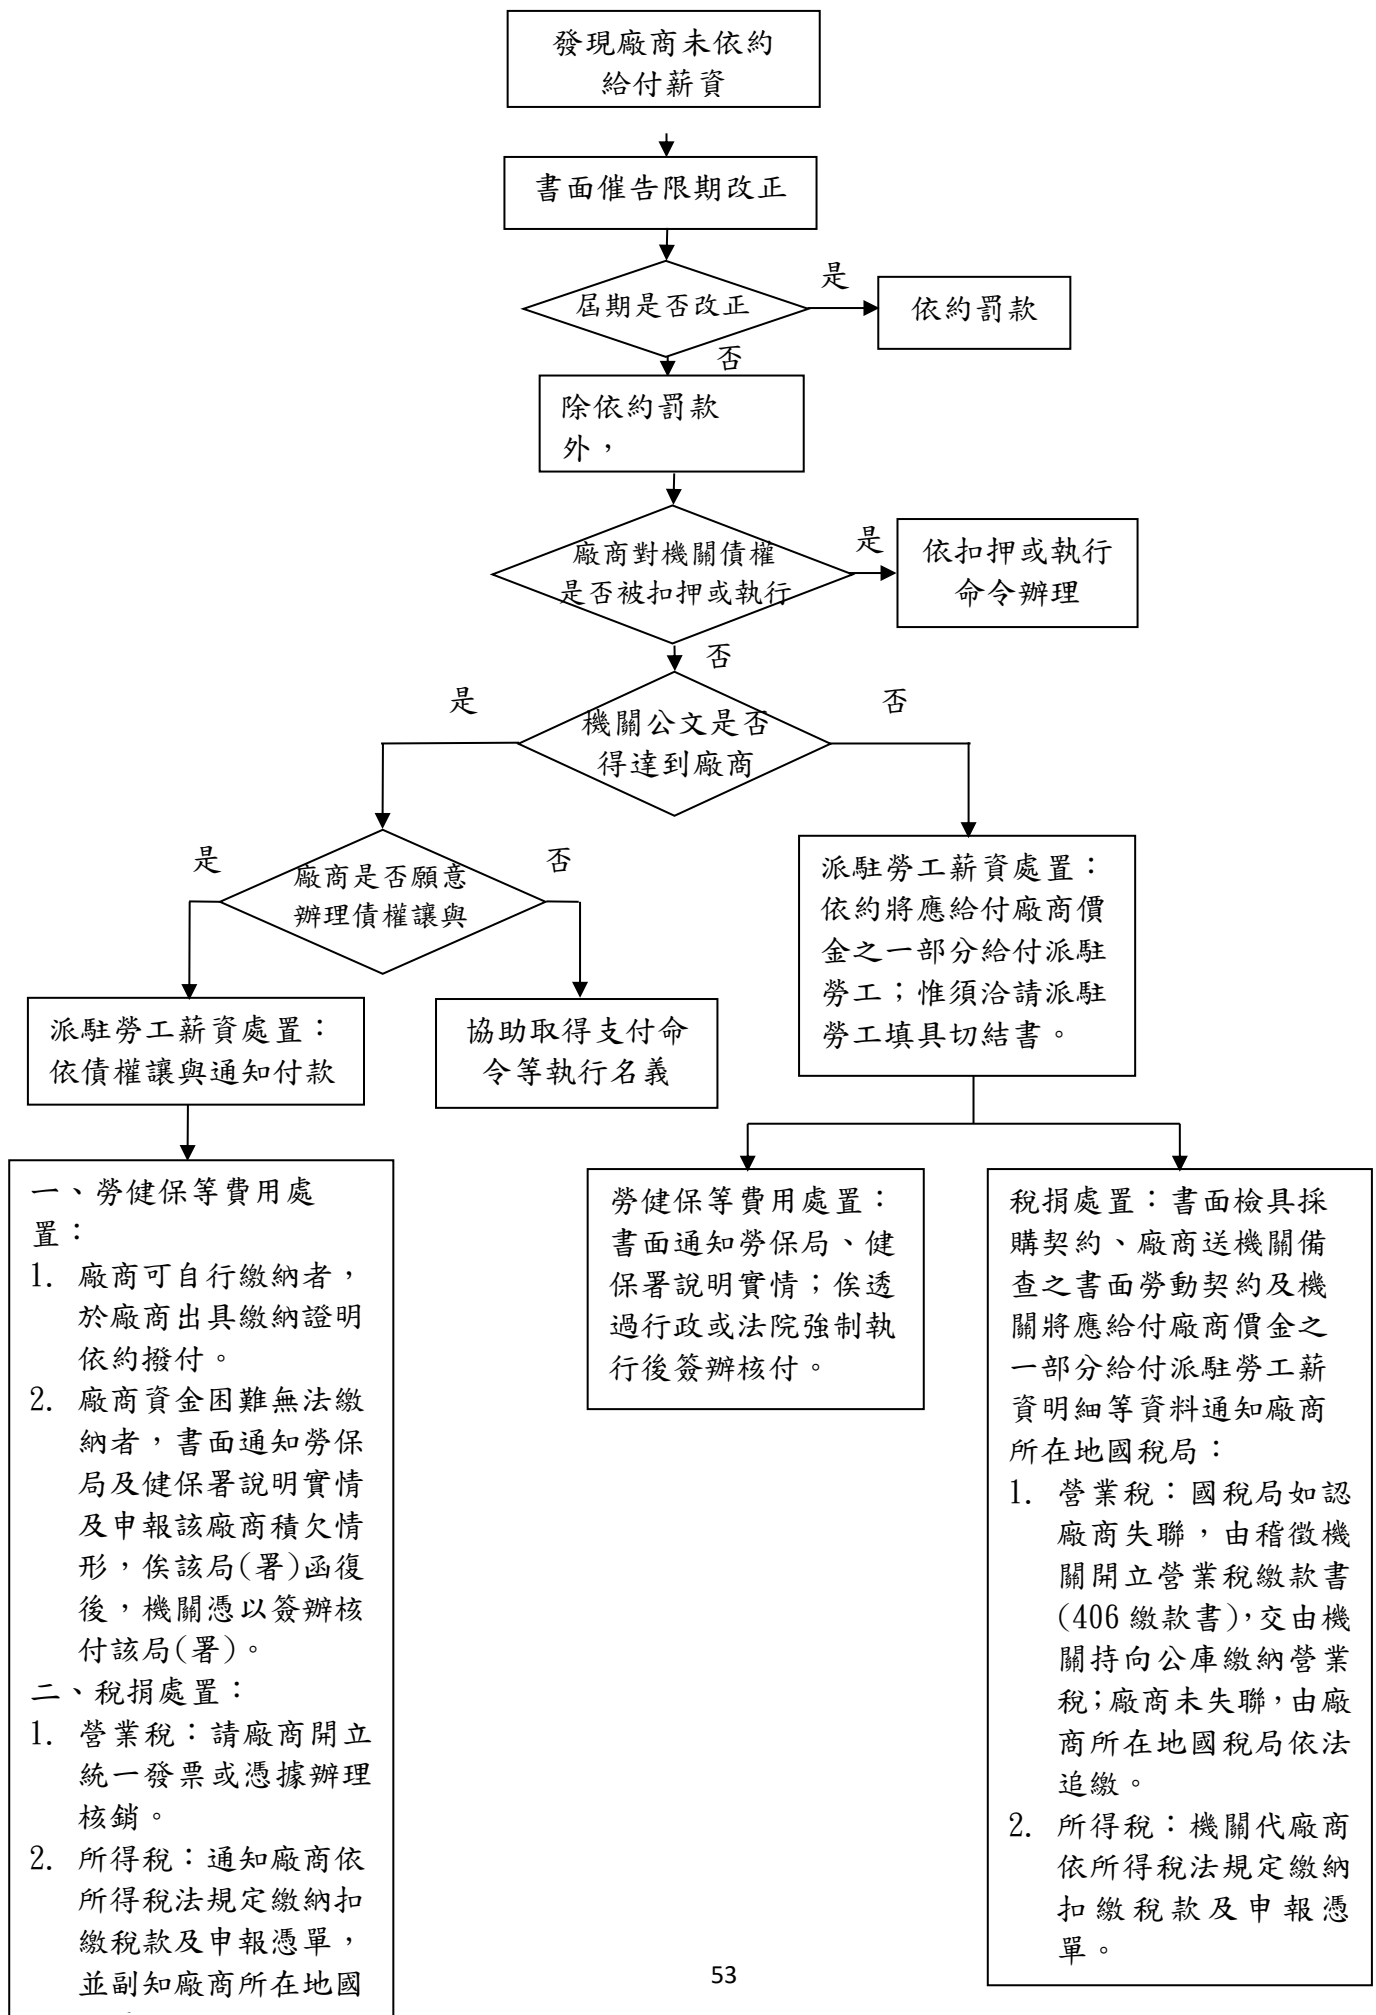 發現廠商未依約
給付薪資
書面催告限期改正
屆期是否改正
是
依約罰款
否
除依約罰款
外，
廠商對機關債權
是否被扣押或執行
是
依扣押或執行
命令辦理
否
機關公文是否
得達到廠商
是
否
廠商是否願意
辦理債權讓與
是
否
派駐勞工薪資處置：
依債權讓與通知付款
協助取得支付命
令等執行名義
派駐勞工薪資處置：
依約將應給付廠商價
金之一部分給付派駐
勞工；惟須洽請派駐
勞工填具切結書。
一、勞健保等費用處
置：
1. 廠商可自行繳納者，
於廠商出具繳納證明
依約撥付。
2. 廠商資金困難無法繳
納者，書面通知勞保
局及健保署說明實情
及申報該廠商積欠情
形，俟該局(署)函復
後，機關憑以簽辦核
付該局(署)。
二、稅捐處置：
1. 營業稅：請廠商開立
統一發票或憑據辦理
核銷。
2. 所得稅：通知廠商依
所得稅法規定繳納扣
繳稅款及申報憑單，
並副知廠商所在地國
勞健保等費用處置：
書面通知勞保局、健
保署說明實情；俟透
過行政或法院強制執
行後簽辦核付。
稅捐處置：書面檢具採
購契約、廠商送機關備
查之書面勞動契約及機
關將應給付廠商價金之
一部分給付派駐勞工薪
資明細等資料通知廠商
所在地國稅局：
1. 營業稅：國稅局如認
廠商失聯，由稽徵機
關開立營業稅繳款書
(406 繳款書)，交由機
關持向公庫繳納營業
稅；廠商未失聯，由廠
商所在地國稅局依法
追繳。
2. 所得稅：機關代廠商
依所得稅法規定繳納
扣繳稅款及申報憑
單。
53